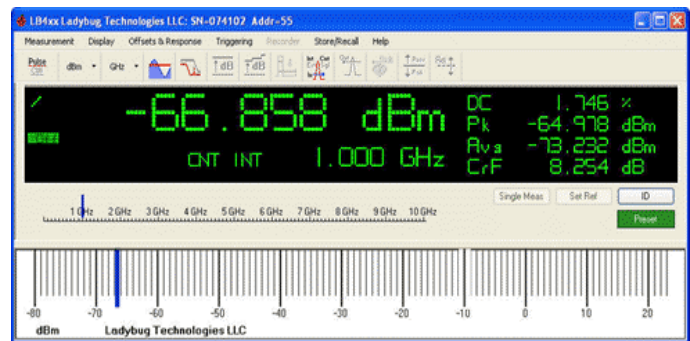 LB4xx Ladybug Technologies LLC: SN-074102 Addr-55
Measurement Display Offsets & Response Triggering Recorder Store/Recall Help
Pulse dBm GHz
-66.858 dBm
CNT INT 1.000 GHz
DC 1.746 %
Pk -64.978 dBm
Avg -73.232 dBm
CrF 8.254 dB
Single Meas Set Ref ID
Preset
1 GHz 2 GHz 3 GHz 4 GHz 5 GHz 6 GHz 7 GHz 8 GHz 9 GHz 10 GHz
-80 -70 -60 -50 -40 -30 -20 -10 0 10 20
dBm Ladybug Technologies LLC